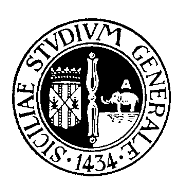 SICILIAE STVDIVM GENERALE
· 1434 ·
A